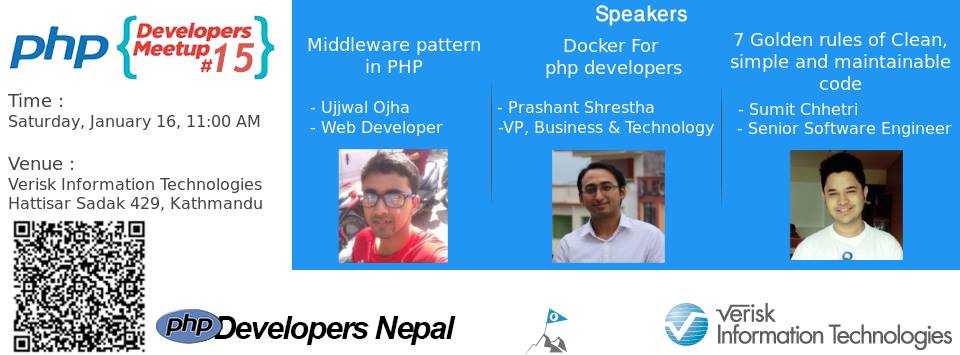 php {Developers
Meetup
#15}
Time :
Saturday, January 16, 11:00 AM
Venue :
Verisk Information Technologies
Hattisar Sadak 429, Kathmandu
Speakers
Middleware pattern
in PHP
- Ujjwal Ojha
- Web Developer
Docker For
php developers
- Prashant Shrestha
-VP, Business & Technology
7 Golden rules of Clean,
simple and maintainable
code
- Sumit Chhetri
- Senior Software Engineer
php Developers Nepal
Verisk
Information Technologies